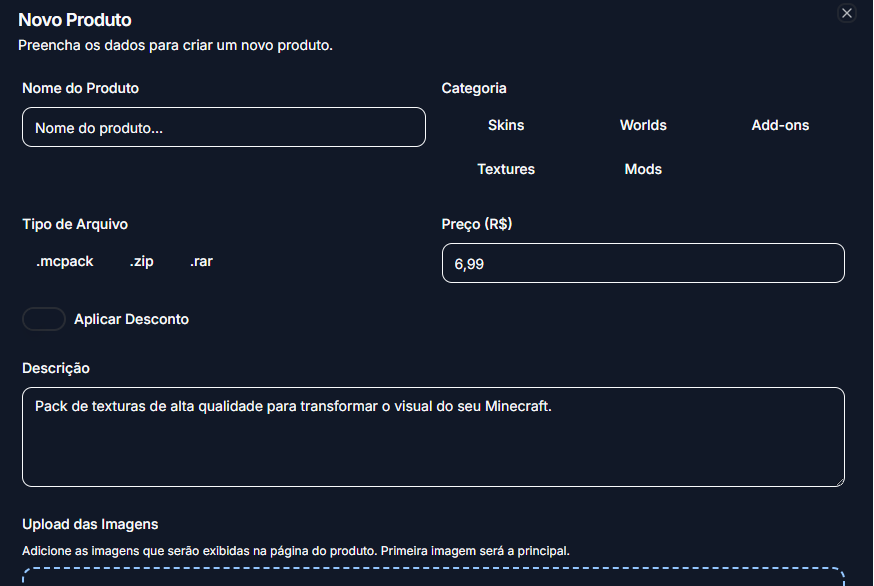 Novo Produto
Preencha os dados para criar um novo produto.
Nome do Produto
Nome do produto...
Categoria
Skins
Worlds
Add-ons
Textures
Mods
Tipo de Arquivo
.mcpack
.zip
.rar
Preço (R$)
6,99
Aplicar Desconto
Descrição
Pack de texturas de alta qualidade para transformar o visual do seu Minecraft.
Upload das Imagens
Adicione as imagens que serão exibidas na página do produto. Primeira imagem será a principal.